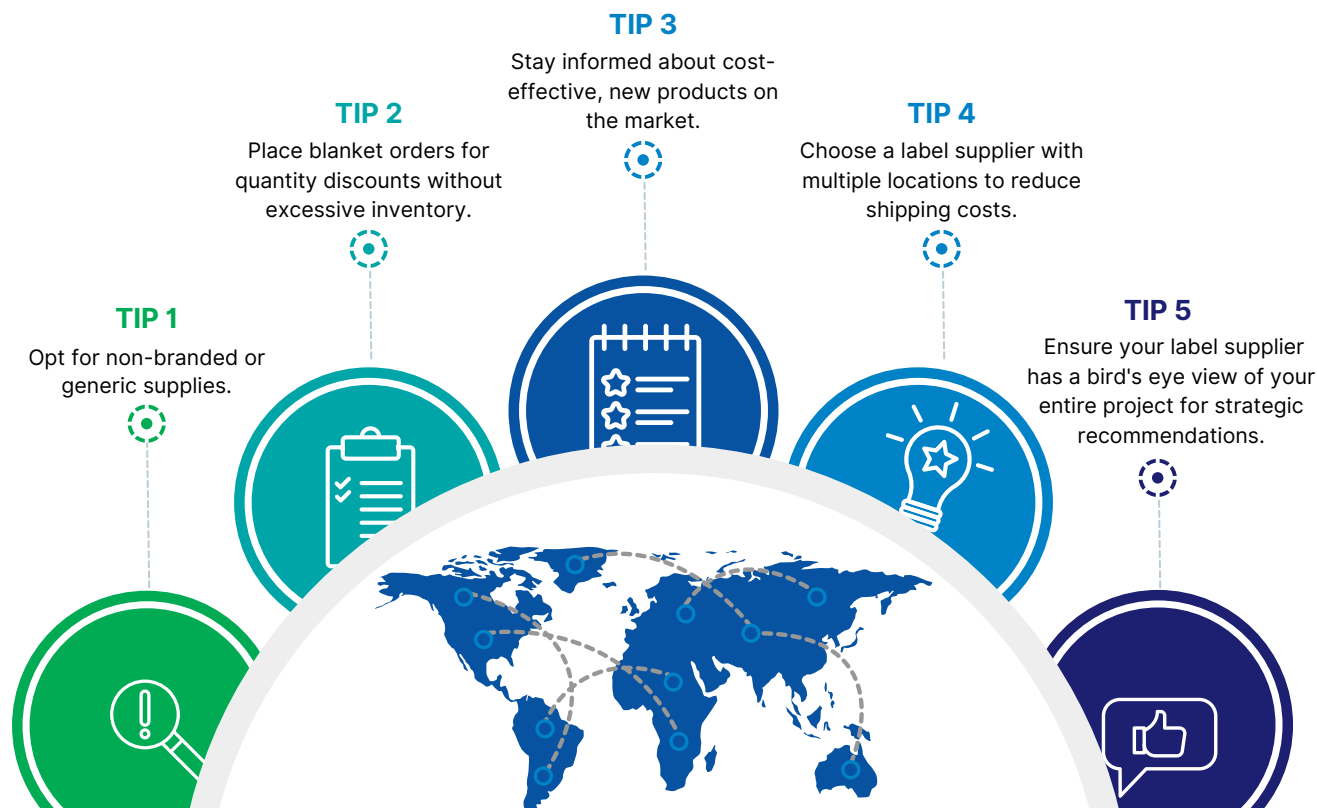 TIP 1
Opt for non-branded or
generic supplies.
TIP 2
Place blanket orders for
quantity discounts without
excessive inventory.
TIP 3
Stay informed about cost-
effective, new products on
the market.
TIP 4
Choose a label supplier with
multiple locations to reduce
shipping costs.
TIP 5
Ensure your label supplier
has a bird's eye view of your
entire project for strategic
recommendations.